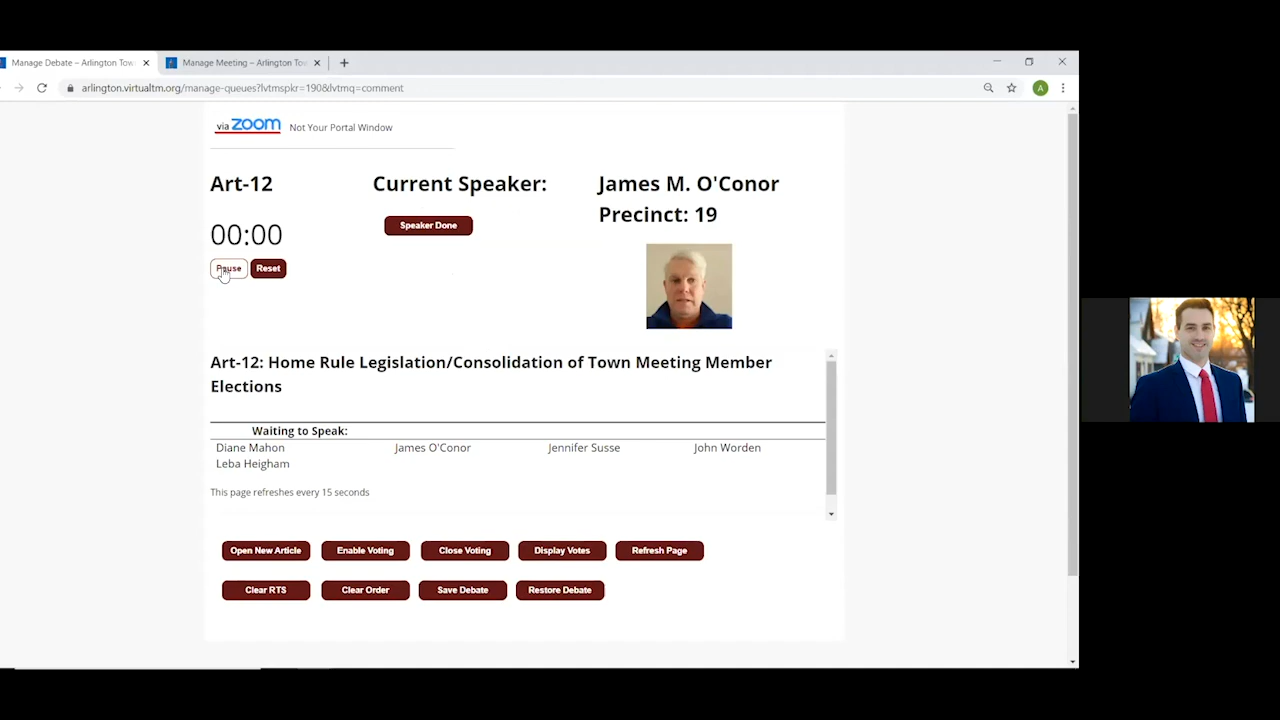 Manage Debate – Arlington Tow
Manage Meeting – Arlington Tow
arlington.virtualtm.org/manage-queues?lvtmspkr=190&lvtmq=comment
A
via zoom Not Your Portal Window
Art-12
Current Speaker:
James M. O'Conor
Precinct: 19
Speaker Done
00:00
Pause
Reset
Art-12: Home Rule Legislation/Consolidation of Town Meeting Member
Elections
Waiting to Speak:
Diane Mahon James O'Conor Jennifer Susse John Worden
Leba Heigham
This page refreshes every 15 seconds
Open New Article Enable Voting Close Voting Display Votes Refresh Page
Clear RTS Clear Order Save Debate Restore Debate